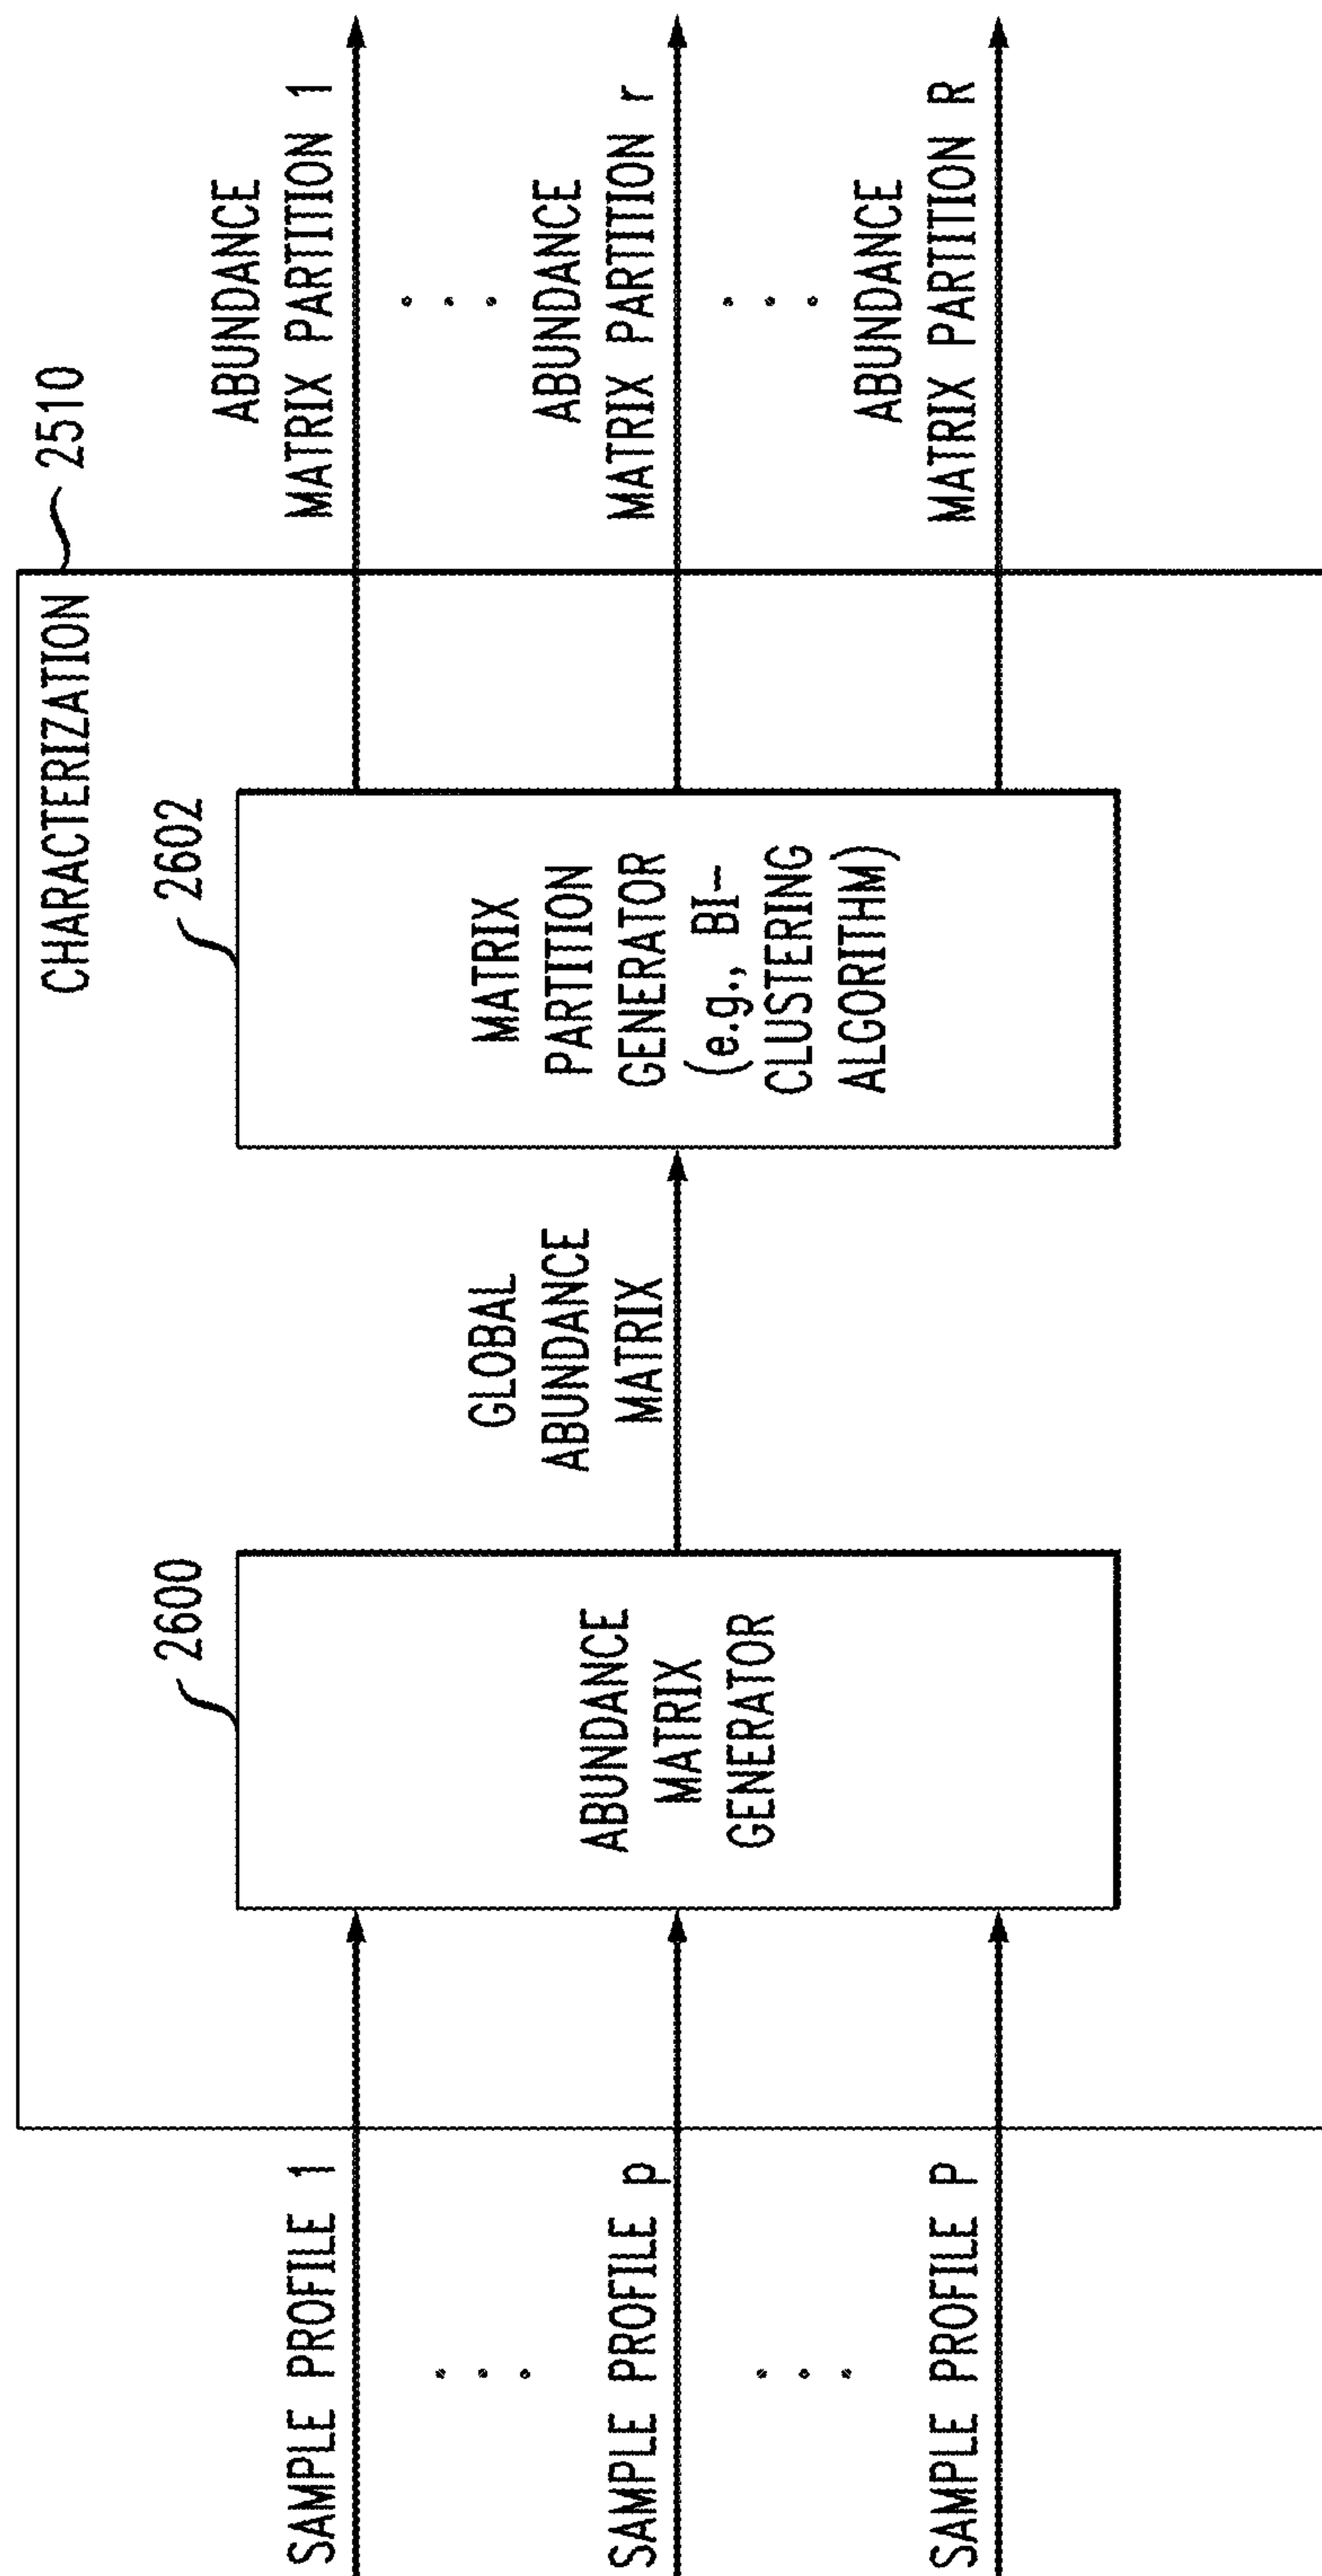 CHARACTERIZATION
2510
SAMPLE PROFILE 1
SAMPLE PROFILE p
SAMPLE PROFILE P
2600
ABUNDANCE
MATRIX
GENERATOR
GLOBAL
ABUNDANCE
MATRIX
2602
MATRIX
PARTITION
GENERATOR
(e.g., BI-
CLUSTERING
ALGORITHM)
ABUNDANCE
MATRIX PARTITION 1
ABUNDANCE
MATRIX PARTITION r
ABUNDANCE
MATRIX PARTITION R